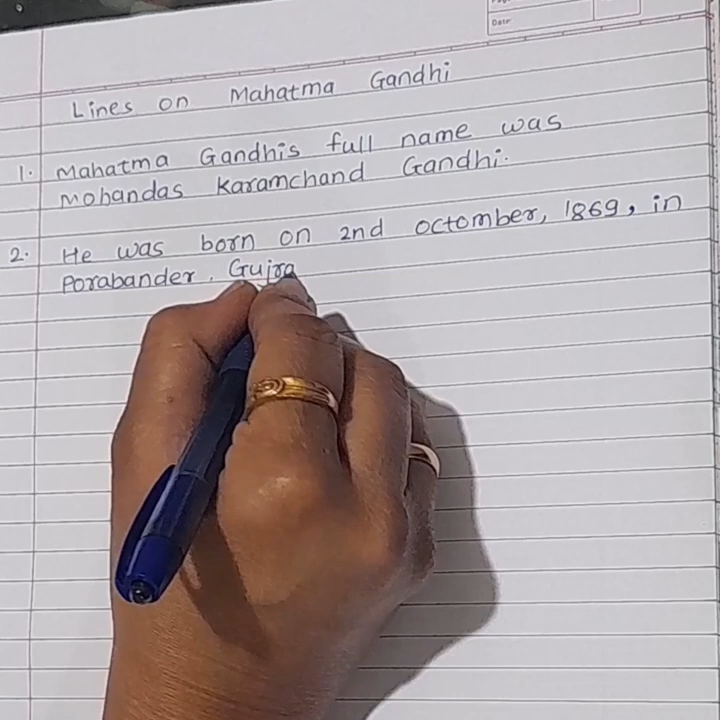 Date:
Lines on Mahatma Gandhi
1. Mahatma Gandhis full name was
Mohandas Karamchand Gandhi.
2. He was born on 2nd octomber, 1869, in
Porabander, Gujra